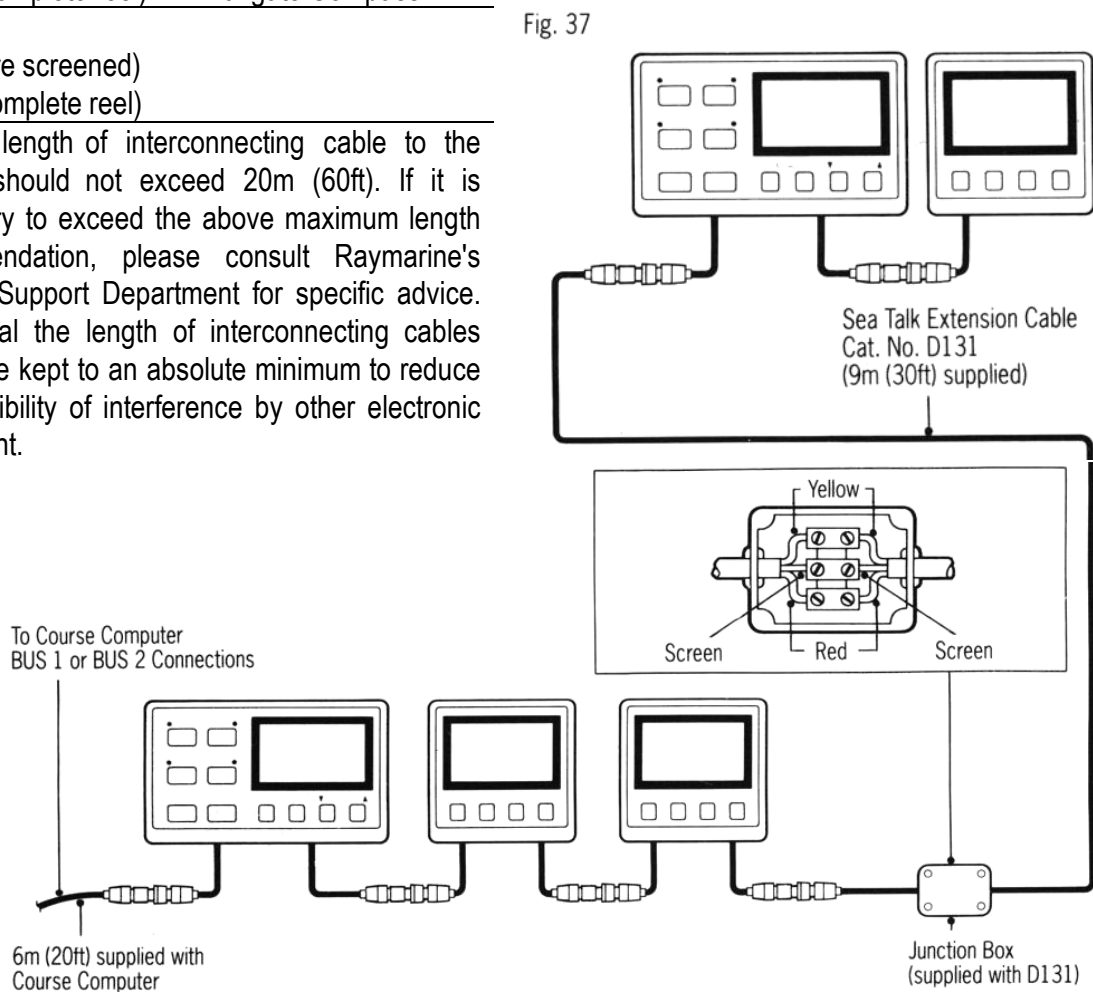 Fig. 37
re screened)
omplete reel)
length of interconnecting cable to the
should not exceed 20m (60ft). If it is
ry to exceed the above maximum length
endation, please consult Raymarine's
Support Department for specific advice.
al the length of interconnecting cables
e kept to an absolute minimum to reduce
ibility of interference by other electronic
nt.
Sea Talk Extension Cable
Cat. No. D131
(9m (30ft) supplied)
Yellow
Screen
Red
Screen
To Course Computer
BUS 1 or BUS 2 Connections
6m (20ft) supplied with
Course Computer
Junction Box
(supplied with D131)